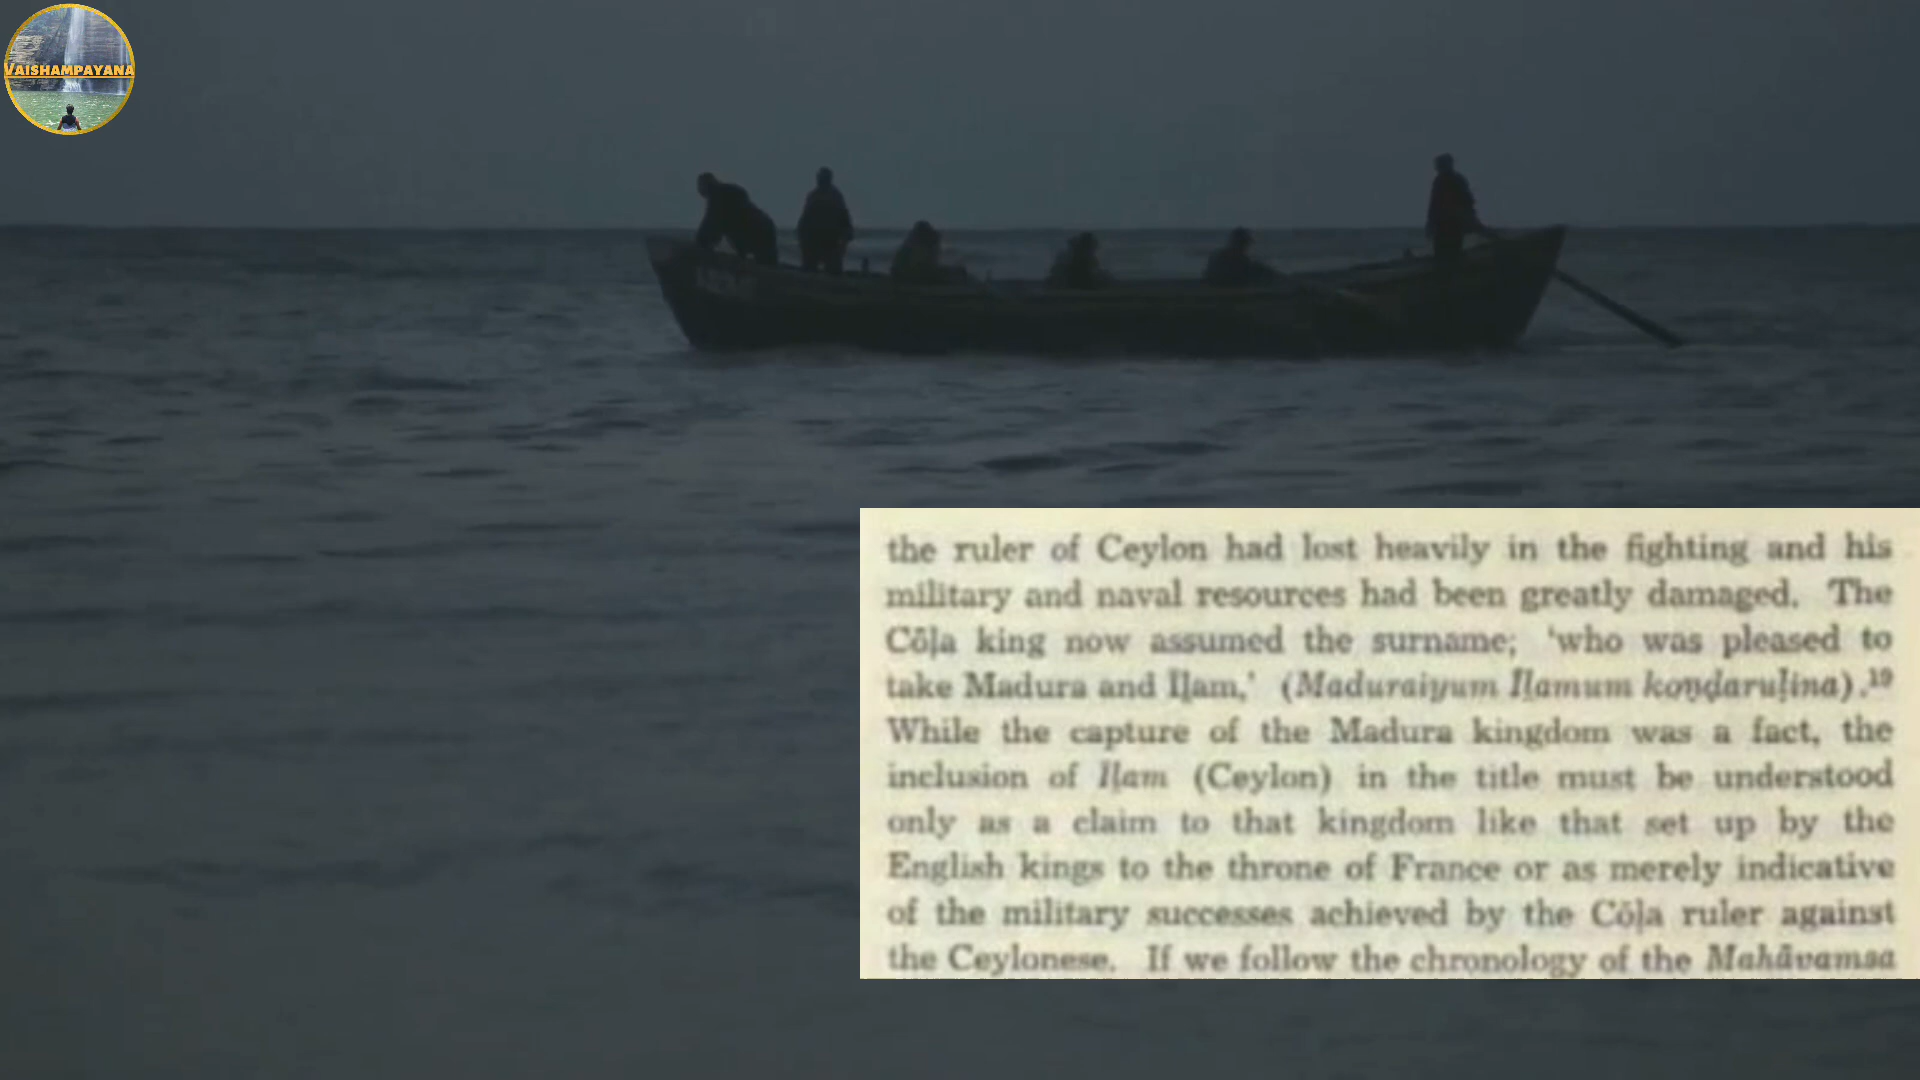 VAISHAMPAYANA
the ruler of Ceylon had lost heavily in the fighting and his
military and naval resources had been greatly damaged. The
Cōḷa king now assumed the surname; 'who was pleased to
take Madura and Īḷam,' (Maduraiyum Īḷamum koṇḍaruḷina).¹⁹
While the capture of the Madura kingdom was a fact, the
inclusion of Iḷam (Ceylon) in the title must be understood
only as a claim to that kingdom like that set up by the
English kings to the throne of France or as merely indicative
of the military successes achieved by the Cōḷa ruler against
the Ceylonese. If we follow the chronology of the Mahāvamsa